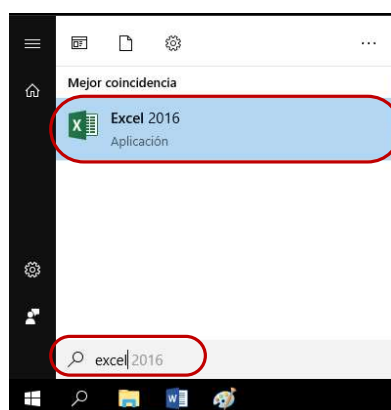 ...
Mejor coincidencia
Excel 2016
Aplicación
excel 2016